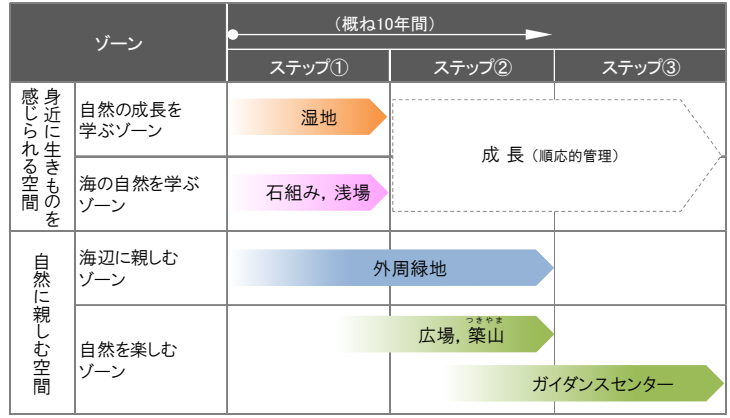 ゾーン
（概ね10年間）
ステップ①
ステップ②
ステップ③
身近に生きものを
感じられる空間
自然の成長を
学ぶゾーン
湿地
成 長（順応的管理）
海の自然を学ぶ
ゾーン
石組み，浅場
自然に親しむ空間
海辺に親しむ
ゾーン
外周緑地
自然を楽しむ
ゾーン
つきやま
広場，築山
ガイダンスセンター